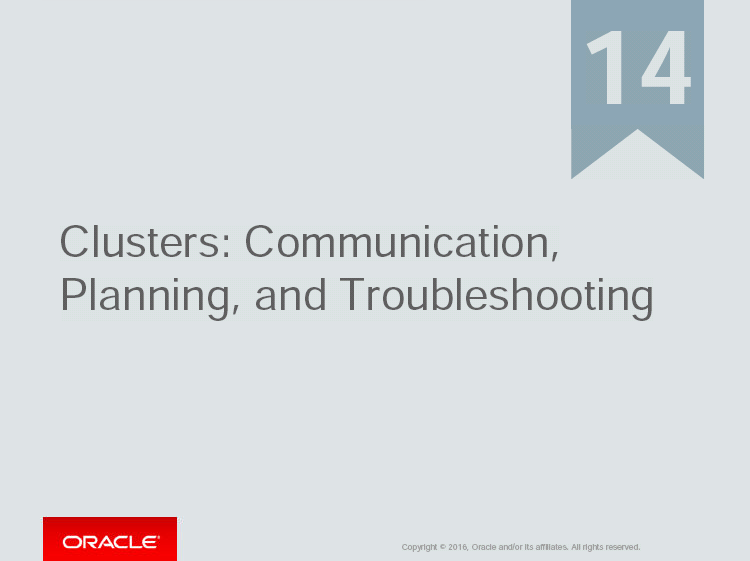 14
Clusters: Communication,
Planning, and Troubleshooting
ORACLE®
Copyright © 2016, Oracle and/or its affiliates. All rights reserved.